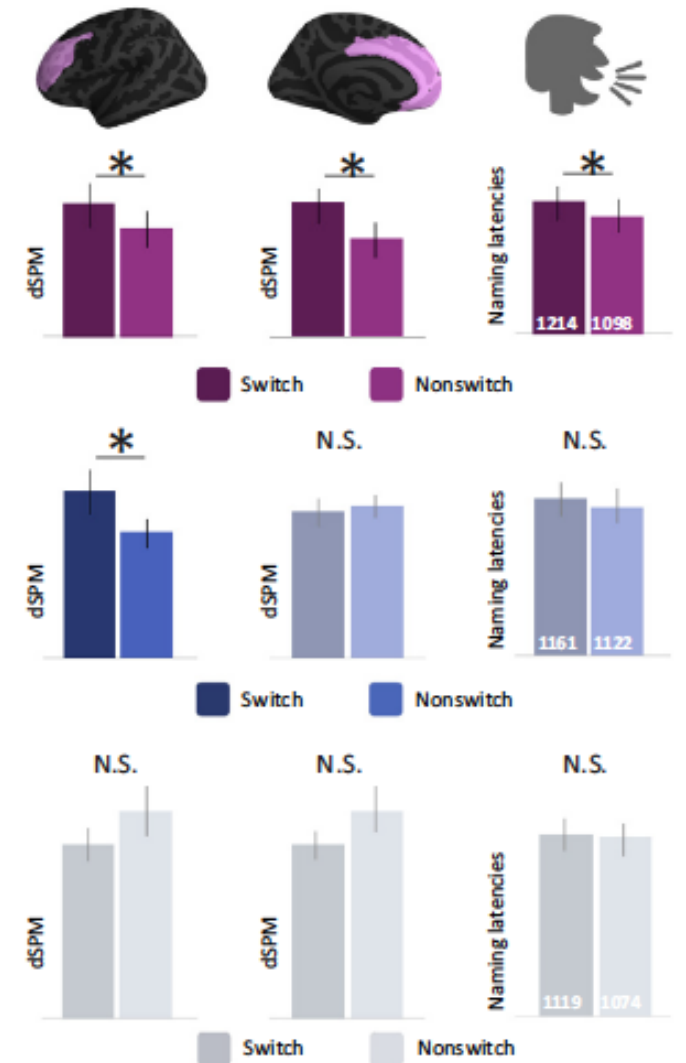 *
*
*
dSPM
dSPM
Naming latencies
1214 1098
Switch Nonswitch
*
N.S.
N.S.
dSPM
dSPM
Naming latencies
1161 1122
Switch Nonswitch
N.S.
N.S.
N.S.
dSPM
dSPM
Naming latencies
1119 1074
Switch Nonswitch